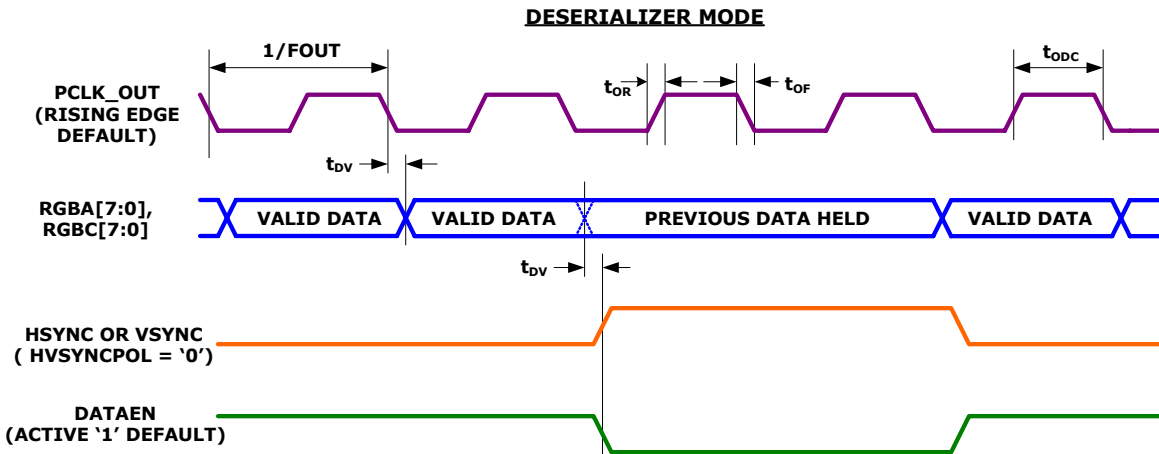 DESERIALIZER MODE
1/FOUT
tODC
PCLK_OUT
(RISING EDGE
DEFAULT)
tOR
tOF
tDV
RGBA[7:0],
RGBC[7:0]
VALID DATA
VALID DATA
PREVIOUS DATA HELD
VALID DATA
tDV
HSYNC OR VSYNC
( HVSYNCPOL = ‘0’)
DATAEN
(ACTIVE ‘1’ DEFAULT)